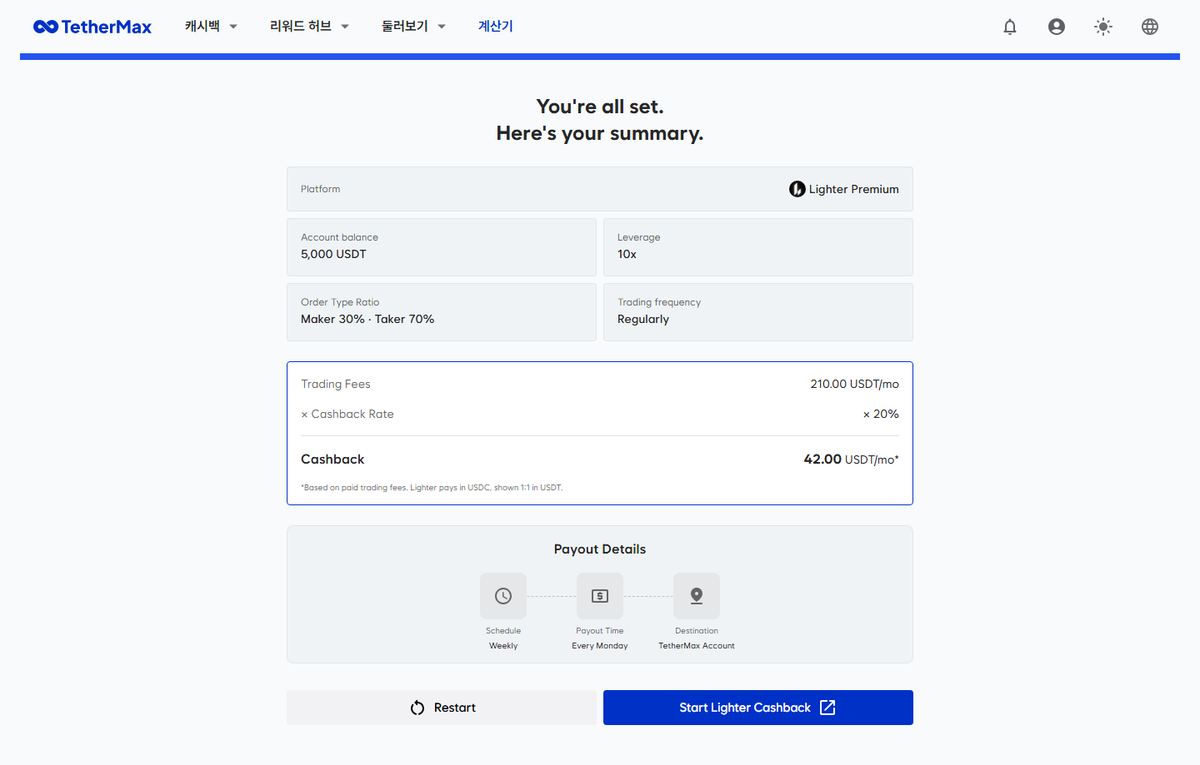 TetherMax 캐시백 리워드 허브 둘러보기 계산기
You're all set.
Here's your summary.
Platform Lighter Premium
Account balance
5,000 USDT
Leverage
10x
Order Type Ratio
Maker 30% · Taker 70%
Trading frequency
Regularly
Trading Fees 210.00 USDT/mo
× Cashback Rate × 20%
Cashback 42.00 USDT/mo*
*Based on paid trading fees. Lighter pays in USDC, shown 1:1 in USDT.
Payout Details
Schedule
Weekly
Payout Time
Every Monday
Destination
TetherMax Account
Restart
Start Lighter Cashback